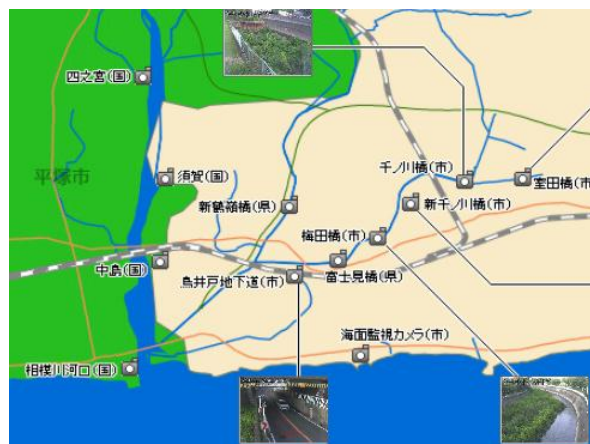 四之宮(国)
平塚市
須賀(国)
千ノ川橋(市)
室田橋(市)
新鶴嶺橋(県)
新千ノ川橋(市)
梅田橋(市)
中島(国)
鳥井戸地下道(市)
富士見橋(県)
海面監視カメラ(市)
相模川河口(国)